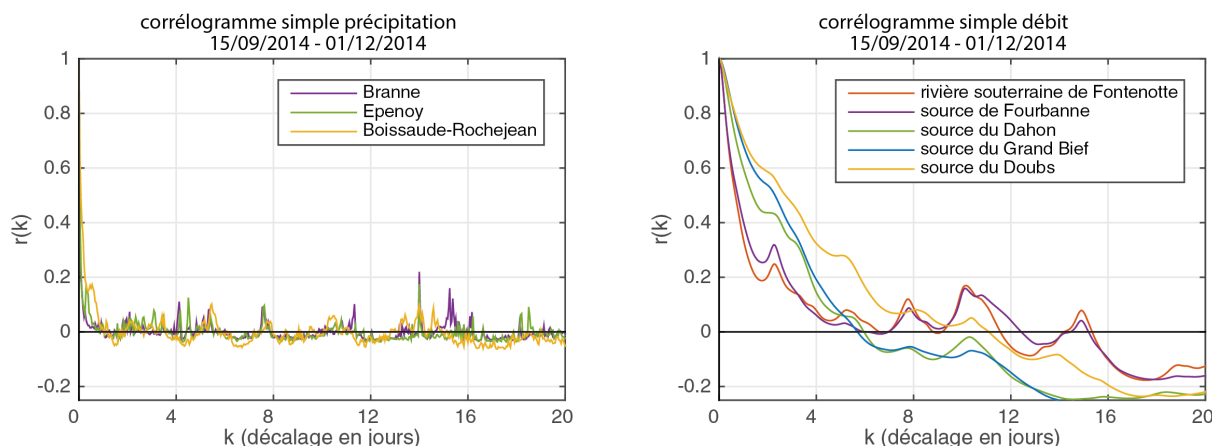 corrélogramme simple précipitation
15/09/2014 - 01/12/2014
1
0.8
0.6
0.4
0.2
0
-0.2
r(k)
Branne
Epenoy
Boissaude-Rochejean
0 4 8 12 16 20
k (décalage en jours)
corrélogramme simple débit
15/09/2014 - 01/12/2014
1
0.8
0.6
0.4
0.2
0
-0.2
r(k)
rivière souterraine de Fontenotte
source de Fourbanne
source du Dahon
source du Grand Bief
source du Doubs
0 4 8 12 16 20
k (décalage en jours)